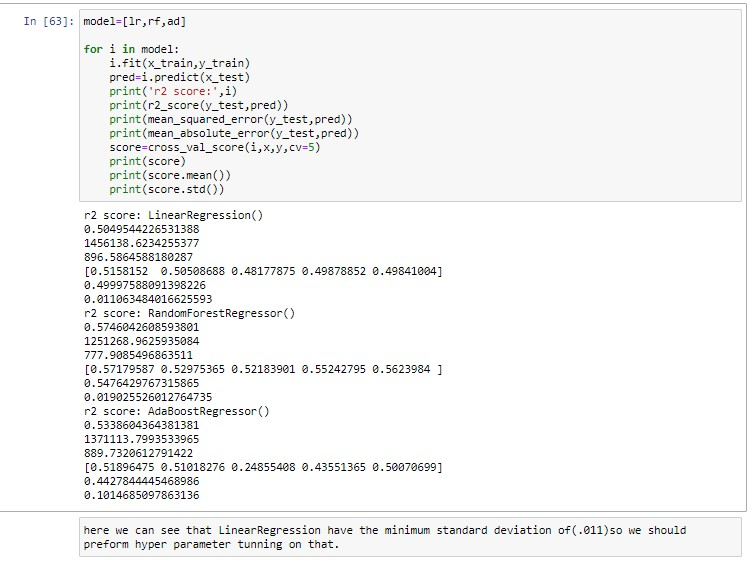 In [63]: model=[lr,rf,ad]
for i in model:
    i.fit(x_train,y_train)
    pred=i.predict(x_test)
    print('r2 score:',i)
    print(r2_score(y_test,pred))
    print(mean_squared_error(y_test,pred))
    print(mean_absolute_error(y_test,pred))
    score=cross_val_score(i,x,y,cv=5)
    print(score)
    print(score.mean())
    print(score.std())
r2 score: LinearRegression()
0.5049544226531388
1456138.6234255377
896.5864588180287
[0.5158152  0.50508688 0.48177875 0.49878852 0.49841004]
0.49997588091398226
0.011063484016625593
r2 score: RandomForestRegressor()
0.5746042608593801
1251268.9625935084
777.9085496863511
[0.57179587 0.52975365 0.52183901 0.55242795 0.5623984 ]
0.5476429767315865
0.019025526012764735
r2 score: AdaBoostRegressor()
0.5338604364381381
1371113.7993533965
889.7320612791422
[0.51896475 0.51018276 0.24855408 0.43551365 0.50070699]
0.4427844445468986
0.1014685097863136
here we can see that LinearRegression have the minimum standard deviation of(.011)so we should
preform hyper parameter tunning on that.